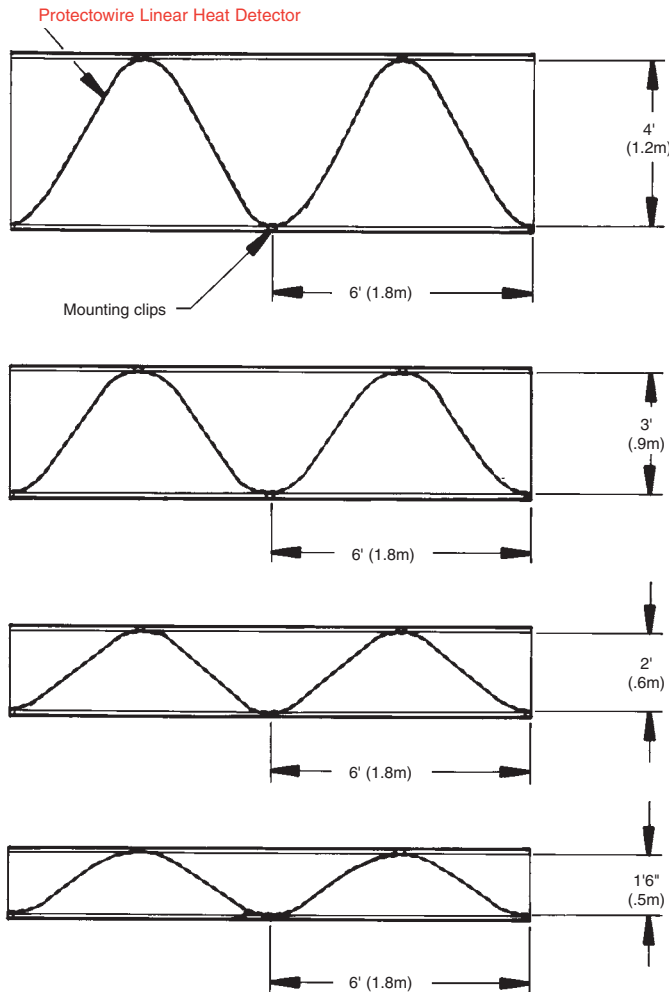 Protectowire Linear Heat Detector
4'
(1.2m)
6' (1.8m)
Mounting clips
3'
(.9m)
6' (1.8m)
2'
(.6m)
6' (1.8m)
1'6"
(.5m)
6' (1.8m)